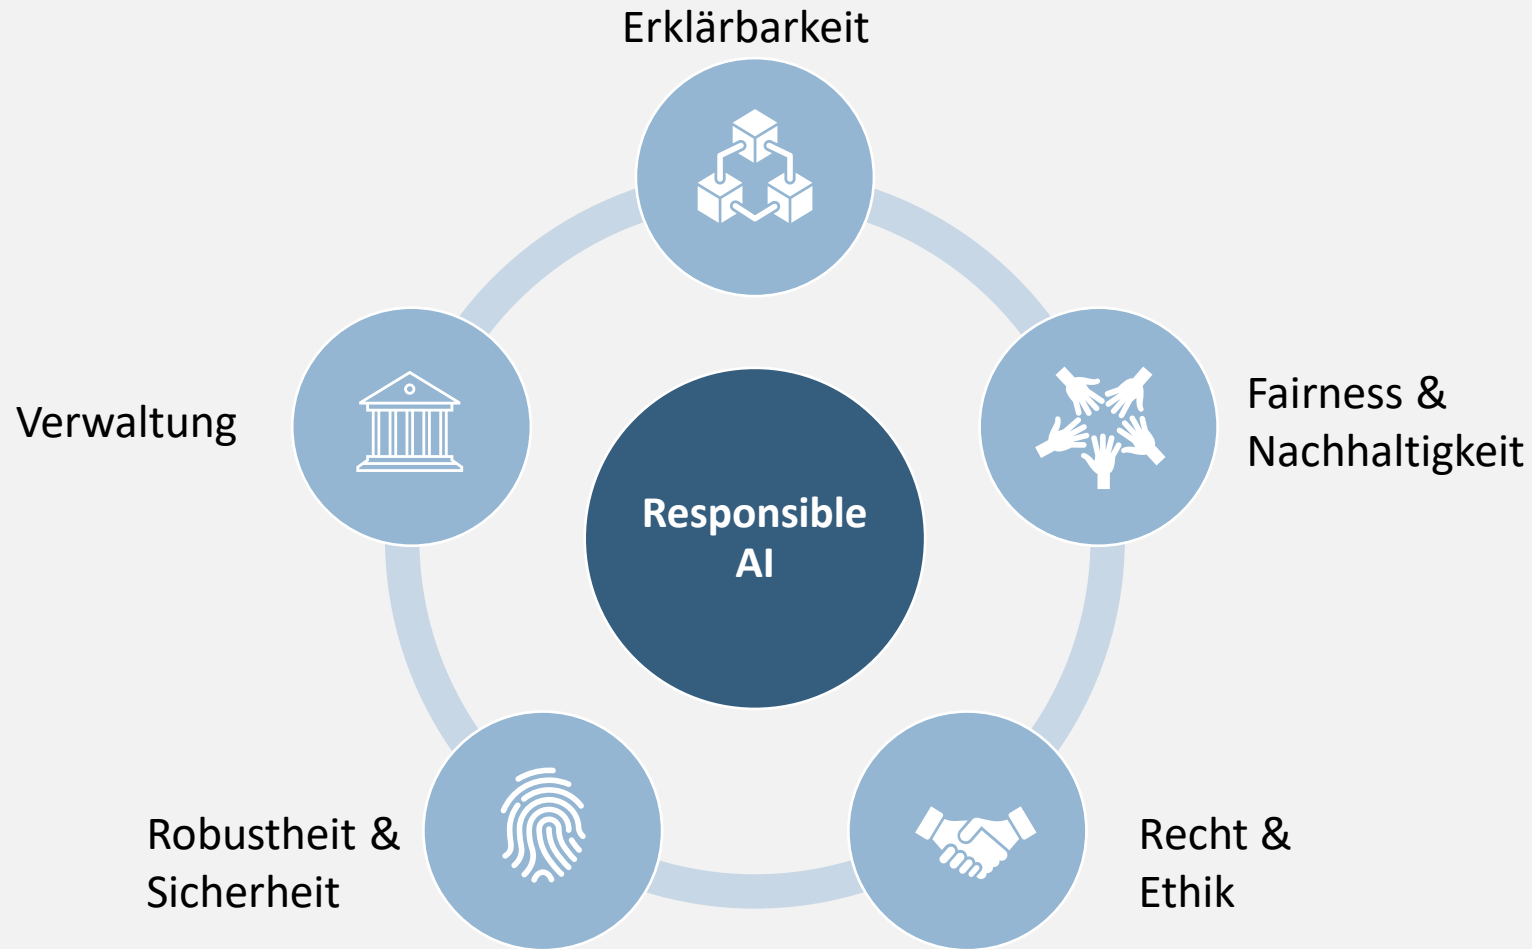 Erklärbarkeit
Fairness &
Nachhaltigkeit
Verwaltung
Responsible
AI
Robustheit &
Sicherheit
Recht &
Ethik